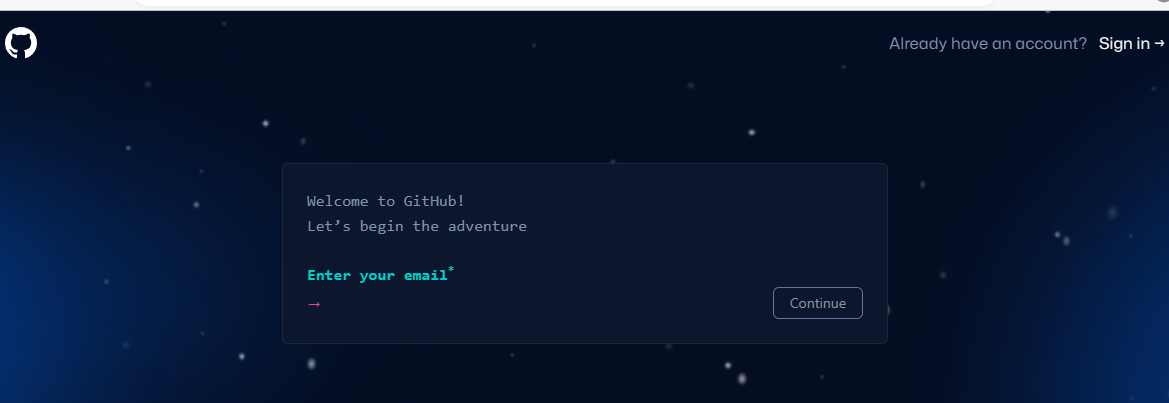 Already have an account? Sign in →
Welcome to GitHub!
Let’s begin the adventure
Enter your email*
→
Continue